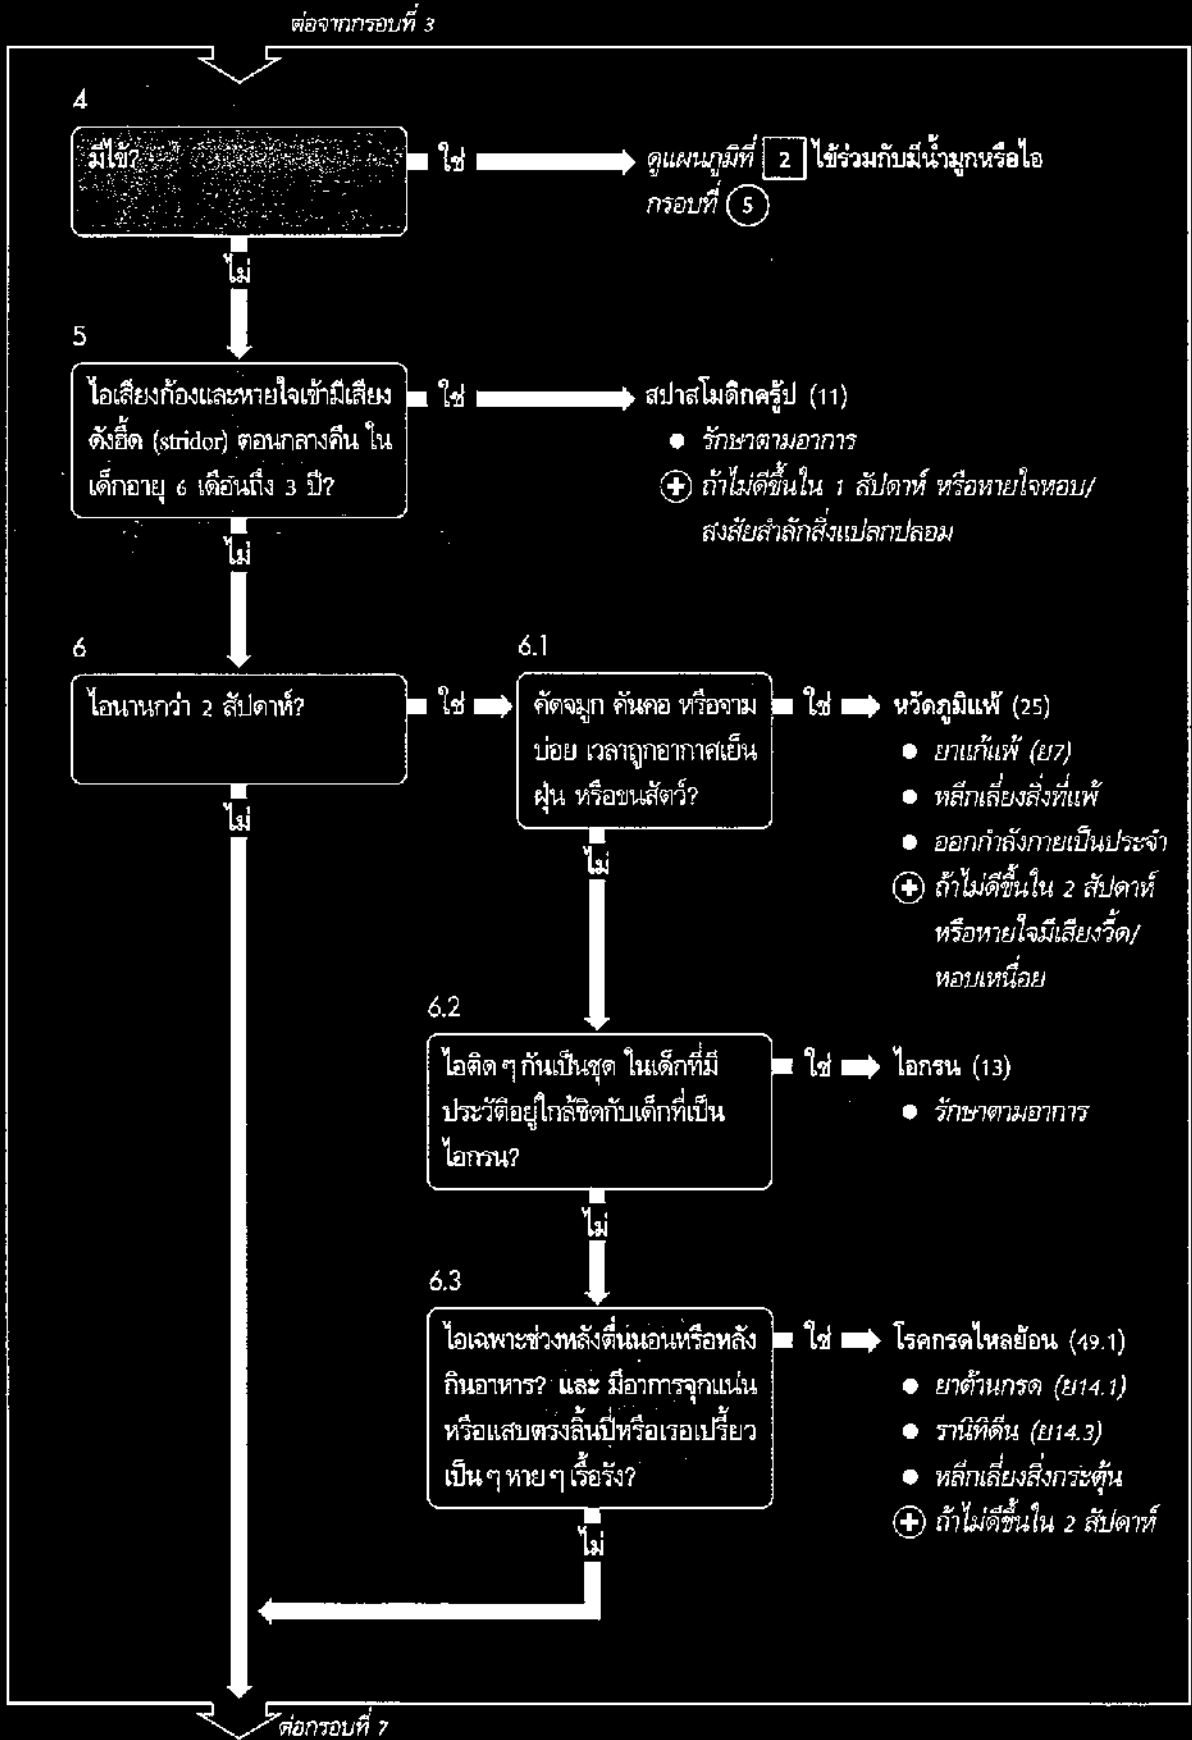 ต่อจากกรอบที่ 3
4
มีไข้?
ใช่
ดูแผนภูมิที่ 2 ไข้ร่วมกับมีน้ำมูกหรือไอ
กรอบที่ 5
ไม่
5
ไอเสียงก้องและหายใจเข้ามีเสียง
ดังฮี้ด (stridor) ตอนกลางคืน ใน
เด็กอายุ 6 เดือนถึง 3 ปี?
ใช่
สปาสโมดิกครู้ป (11)
● รักษาตามอาการ
⊕ ถ้าไม่ดีขึ้นใน 1 สัปดาห์ หรือหายใจหอบ/
สงสัยสำลักสิ่งแปลกปลอม
ไม่
6
ไอนานกว่า 2 สัปดาห์?
ใช่
6.1
คัดจมูก คันคอ หรือจาม
บ่อย เวลาถูกอากาศเย็น
ฝุ่น หรือขนสัตว์?
ใช่
หวัดภูมิแพ้ (25)
● ยาแก้แพ้ (ย7)
● หลีกเลี่ยงสิ่งที่แพ้
● ออกกำลังกายเป็นประจำ
⊕ ถ้าไม่ดีขึ้นใน 2 สัปดาห์
หรือหายใจมีเสียงวี้ด/
หอบเหนื่อย
ไม่
ไม่
6.2
ไอติด ๆ กันเป็นชุด ในเด็กที่มี
ประวัติอยู่ใกล้ชิดกับเด็กที่เป็น
ไอกรน?
ใช่
ไอกรน (13)
● รักษาตามอาการ
ไม่
6.3
ไอเฉพาะช่วงหลังตื่นนอนหรือหลัง
กินอาหาร? และ มีอาการจุกแน่น
หรือแสบตรงลิ้นปี่หรือเรอเปรี้ยว
เป็น ๆ หาย ๆ เรื้อรัง?
ใช่
โรคกรดไหลย้อน (49.1)
● ยาต้านกรด (ย14.1)
● รานิทิดีน (ย14.3)
● หลีกเลี่ยงสิ่งกระตุ้น
⊕ ถ้าไม่ดีขึ้นใน 2 สัปดาห์
ไม่
ต่อกรอบที่ 7